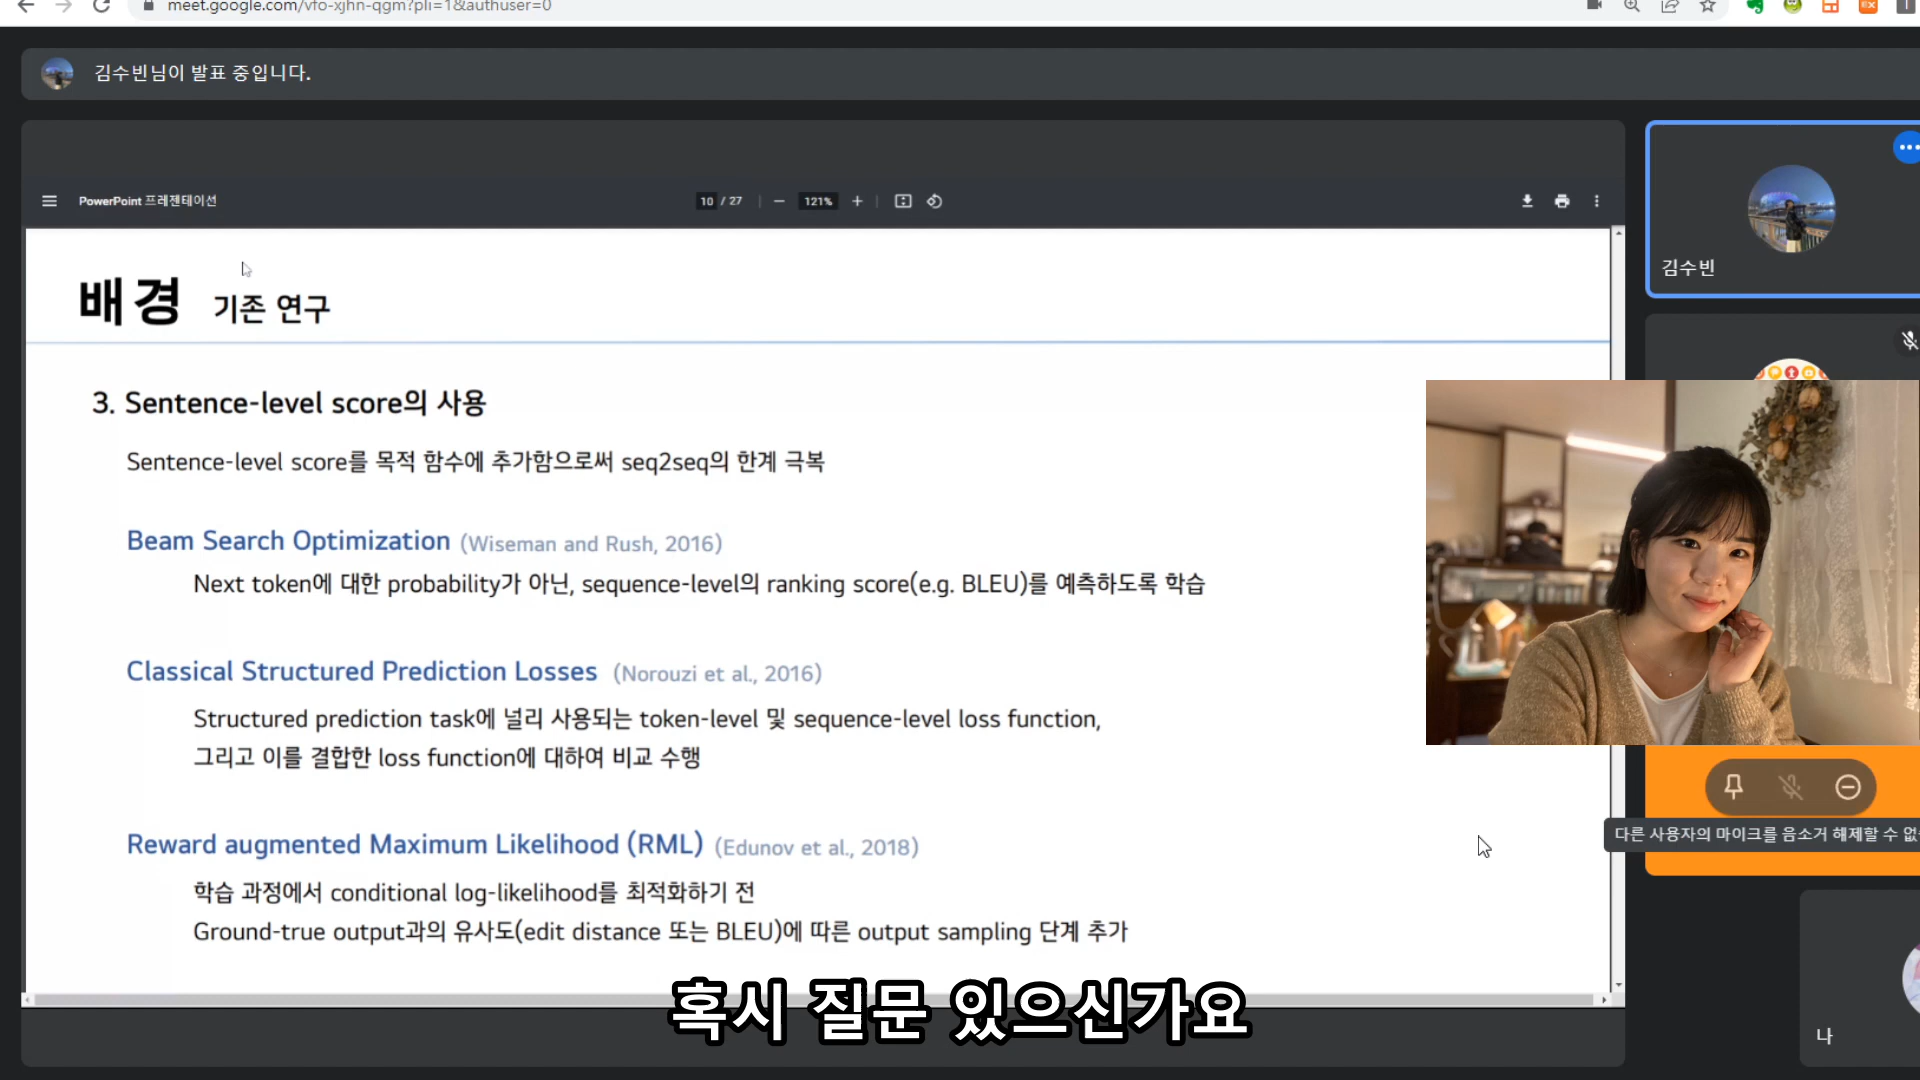 meet.google.com/vfo-xjhn-qgm?pli=1&authuser=0
김수빈님이 발표 중입니다.
PowerPoint 프레젠테이션
10 / 27
121%
배경 기존 연구
3. Sentence-level score의 사용
Sentence-level score를 목적 함수에 추가함으로써 seq2seq의 한계 극복
Beam Search Optimization (Wiseman and Rush, 2016)
Next token에 대한 probability가 아닌, sequence-level의 ranking score(e.g. BLEU)를 예측하도록 학습
Classical Structured Prediction Losses (Norouzi et al., 2016)
Structured prediction task에 널리 사용되는 token-level 및 sequence-level loss function,
그리고 이를 결합한 loss function에 대하여 비교 수행
Reward augmented Maximum Likelihood (RML) (Edunov et al., 2018)
학습 과정에서 conditional log-likelihood를 최적화하기 전
Ground-true output과의 유사도(edit distance 또는 BLEU)에 따른 output sampling 단계 추가
혹시 질문 있으신가요
김수빈
다른 사용자의 마이크를 음소거 해제할 수 없
나